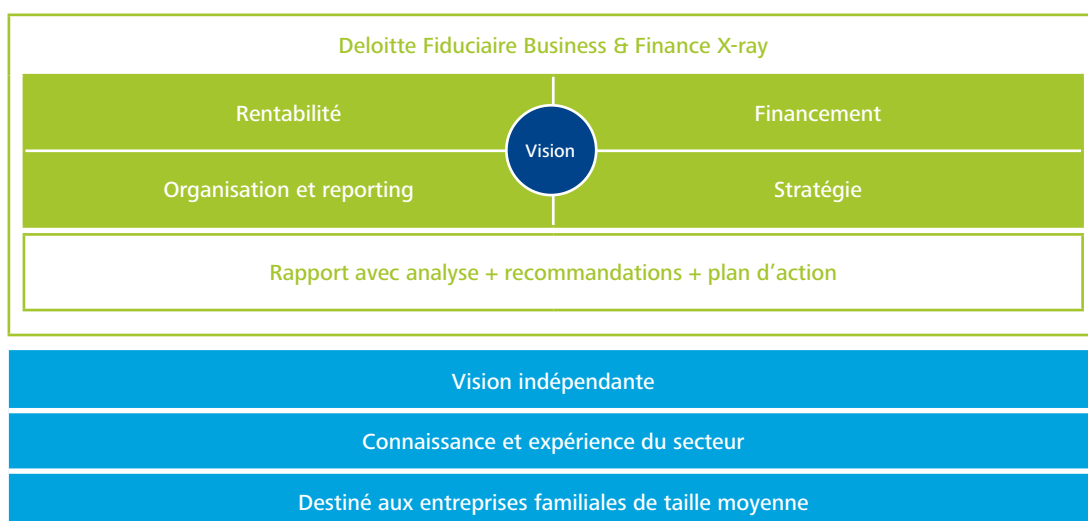 Deloitte Fiduciaire Business & Finance X-ray
Rentabilité
Financement
Vision
Organisation et reporting
Stratégie
Rapport avec analyse + recommandations + plan d’action
Vision indépendante
Connaissance et expérience du secteur
Destiné aux entreprises familiales de taille moyenne